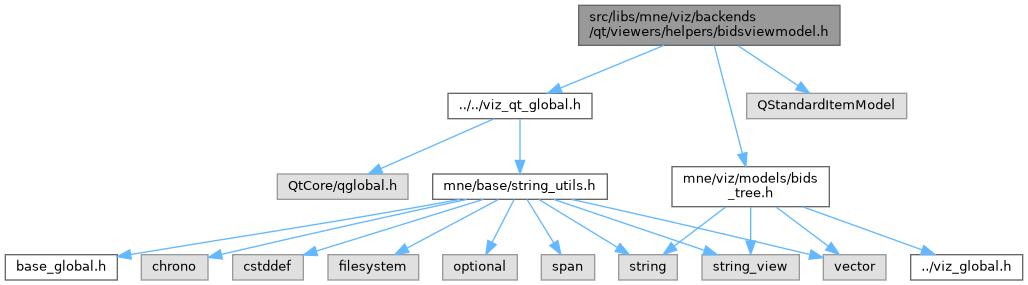 src/libs/mne/viz/backends
/qt/viewers/helpers/bidsviewmodel.h
../../viz_qt_global.h
QStandardItemModel
QtCore/qglobal.h
mne/base/string_utils.h
mne/viz/models/bids
_tree.h
base_global.h
chrono
cstddef
filesystem
optional
span
string
string_view
vector
../viz_global.h